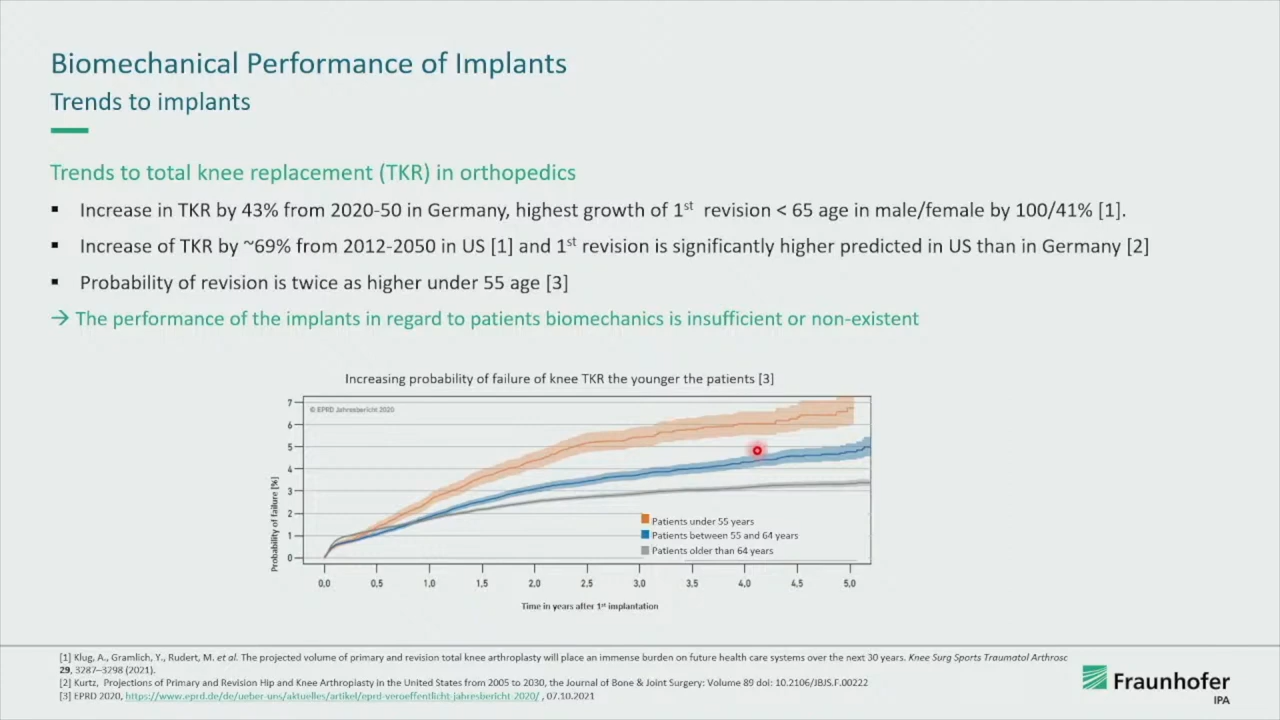 Biomechanical Performance of Implants
Trends to implants
Trends to total knee replacement (TKR) in orthopedics
▪ Increase in TKR by 43% from 2020-50 in Germany, highest growth of 1st revision < 65 age in male/female by 100/41% [1].
▪ Increase of TKR by ~69% from 2012-2050 in US [1] and 1st revision is significantly higher predicted in US than in Germany [2]
▪ Probability of revision is twice as higher under 55 age [3]
→ The performance of the implants in regard to patients biomechanics is insufficient or non-existent
Increasing probability of failure of knee TKR the younger the patients [3]
© EPRD Jahresbericht 2020
7
6
5
4
3
2
1
0
Probability of failure [%]
Patients under 55 years
Patients between 55 and 64 years
Patients older than 64 years
0,0 0,5 1,0 1,5 2,0 2,5 3,0 3,5 4,0 4,5 5,0
Time in years after 1st implantation
[1] Klug, A., Gramlich, Y., Rudert, M. et al. The projected volume of primary and revision total knee arthroplasty will place an immense burden on future health care systems over the next 30 years. Knee Surg Sports Traumatol Arthrosc
29, 3287–3298 (2021).
[2] Kurtz, Projections of Primary and Revision Hip and Knee Arthroplasty in the United States from 2005 to 2030, the Journal of Bone & Joint Surgery: Volume 89 doi: 10.2106/JBJS.F.00222
[3] EPRD 2020, https://www.eprd.de/de/ueber-uns/aktuelles/artikel/eprd-veroeffentlicht-jahresbericht-2020/ , 07.10.2021
Fraunhofer
IPA